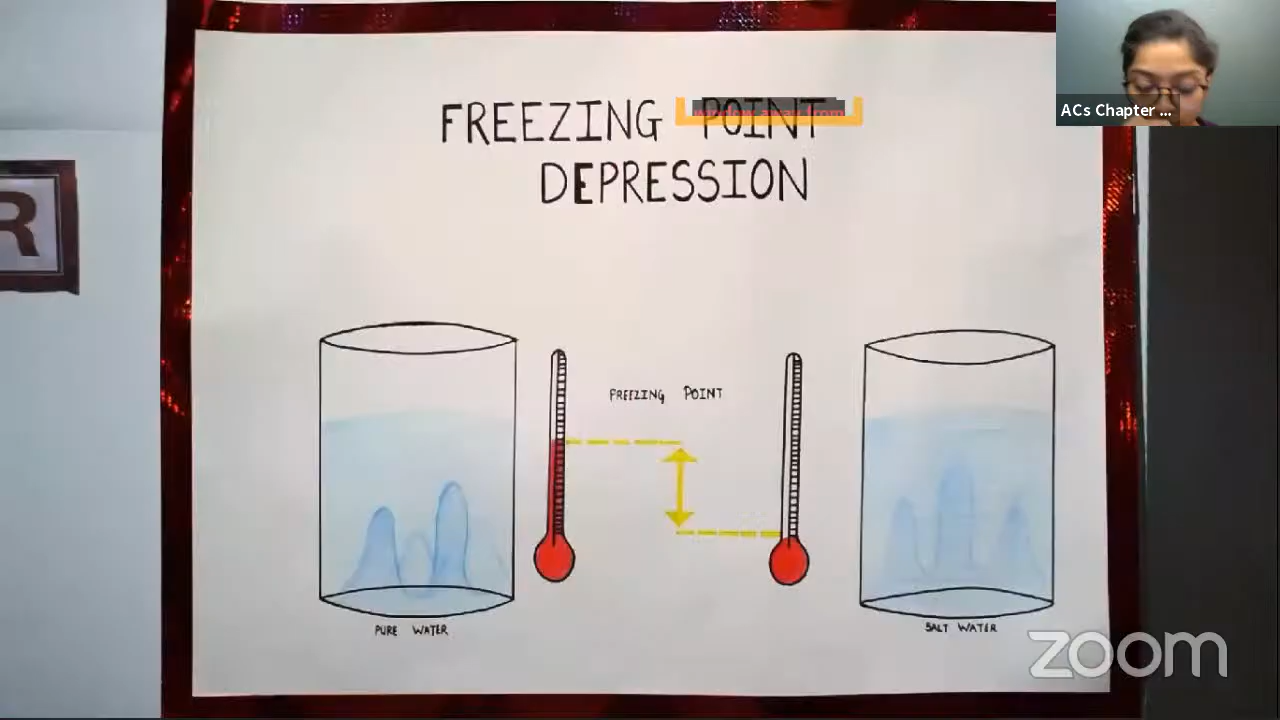 FREEZING POINT
DEPRESSION
FREEZING POINT
PURE WATER
SALT WATER
R
ACs Chapter ...
zoom